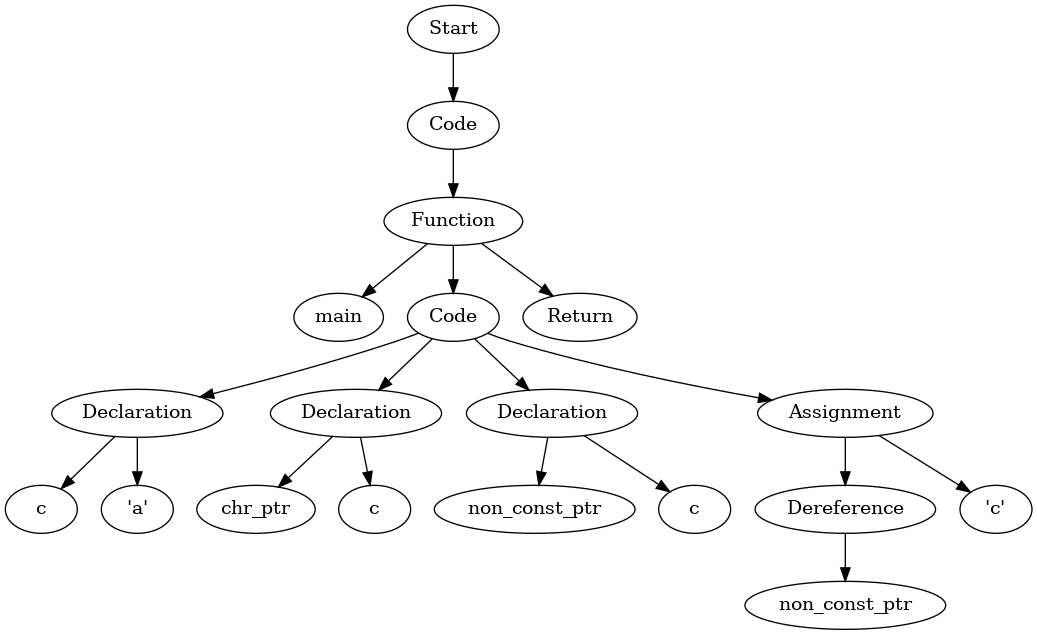 Start
Code
Function
main
Code
Return
Declaration
Declaration
Declaration
Assignment
c
'a'
chr_ptr
c
non_const_ptr
c
Dereference
'c'
non_const_ptr